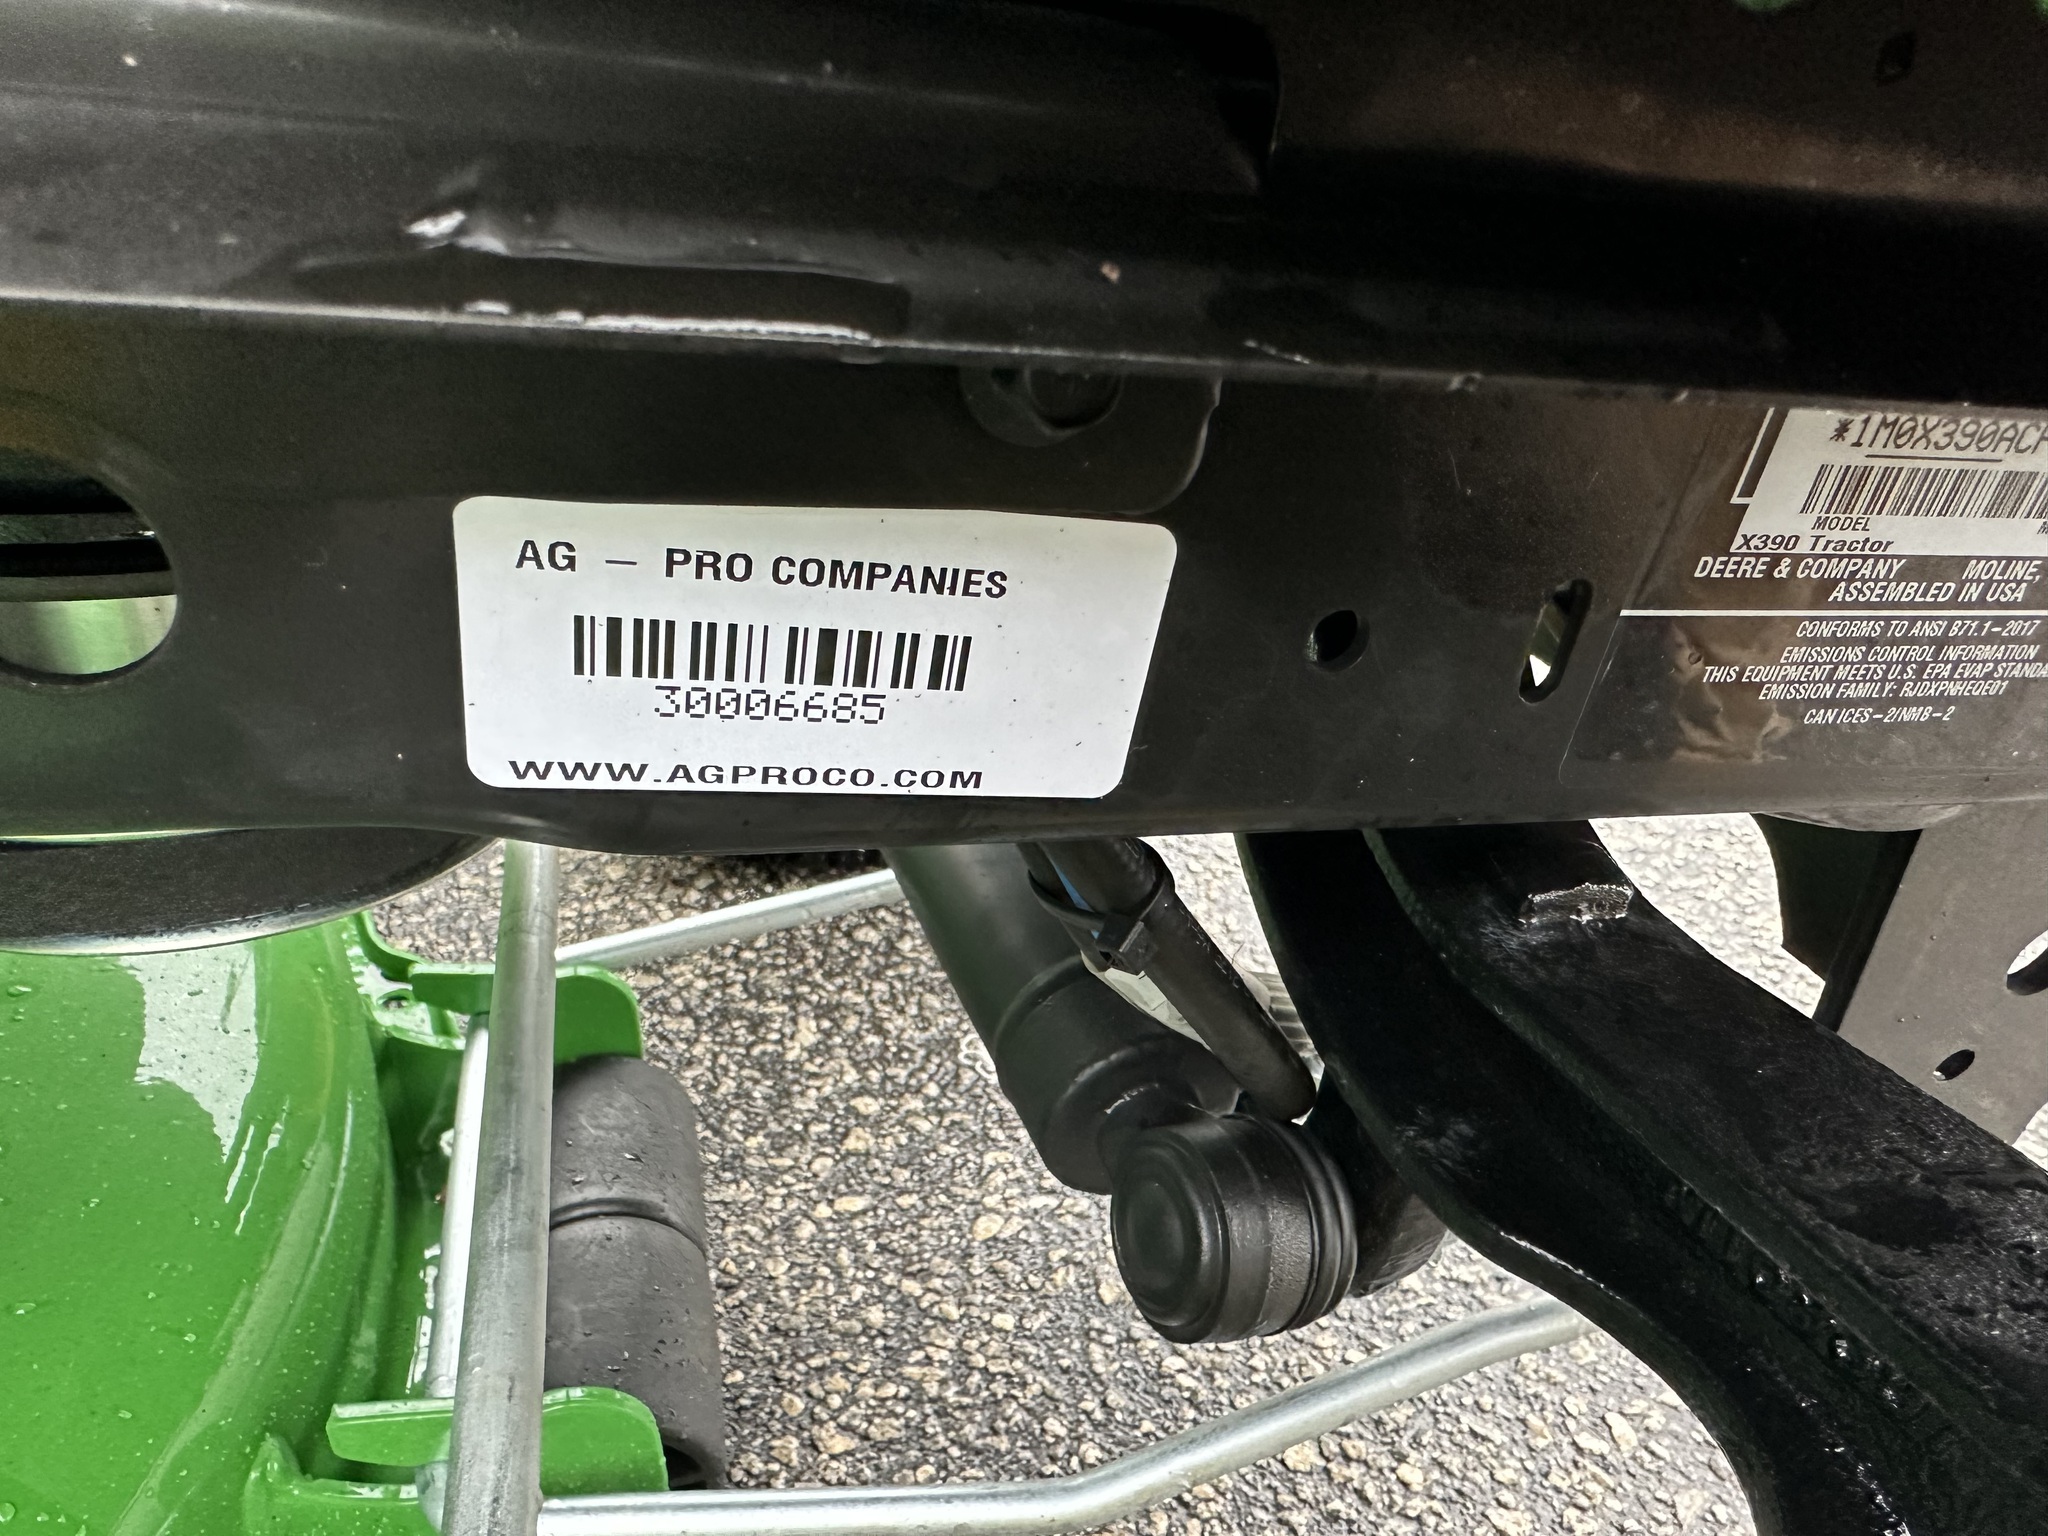 AG – PRO COMPANIES
30006685
WWW.AGPROCO.COM
*1M0X390AC
MODEL
X390 Tractor
DEERE & COMPANY MOLINE,
ASSEMBLED IN USA
CONFORMS TO ANSI B71.1-2017
EMISSIONS CONTROL INFORMATION
THIS EQUIPMENT MEETS U.S. EPA EVAP STANDA
EMISSION FAMILY: RJDXPNHEQE01
CAN ICES-2/NMB-2